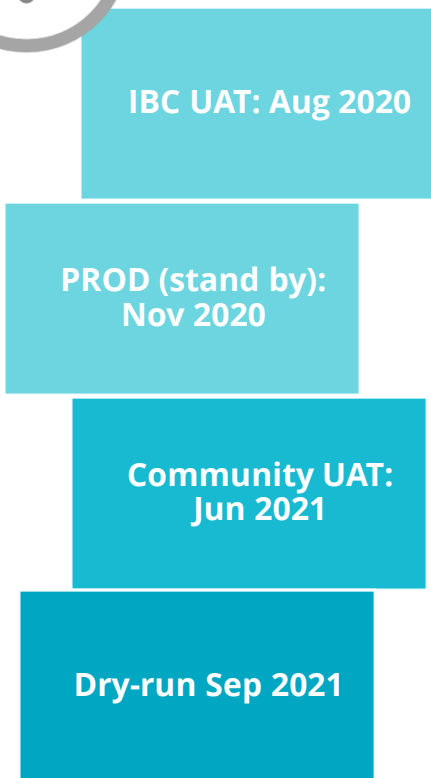 IBC UAT: Aug 2020
PROD (stand by):
Nov 2020
Community UAT:
Jun 2021
Dry-run Sep 2021